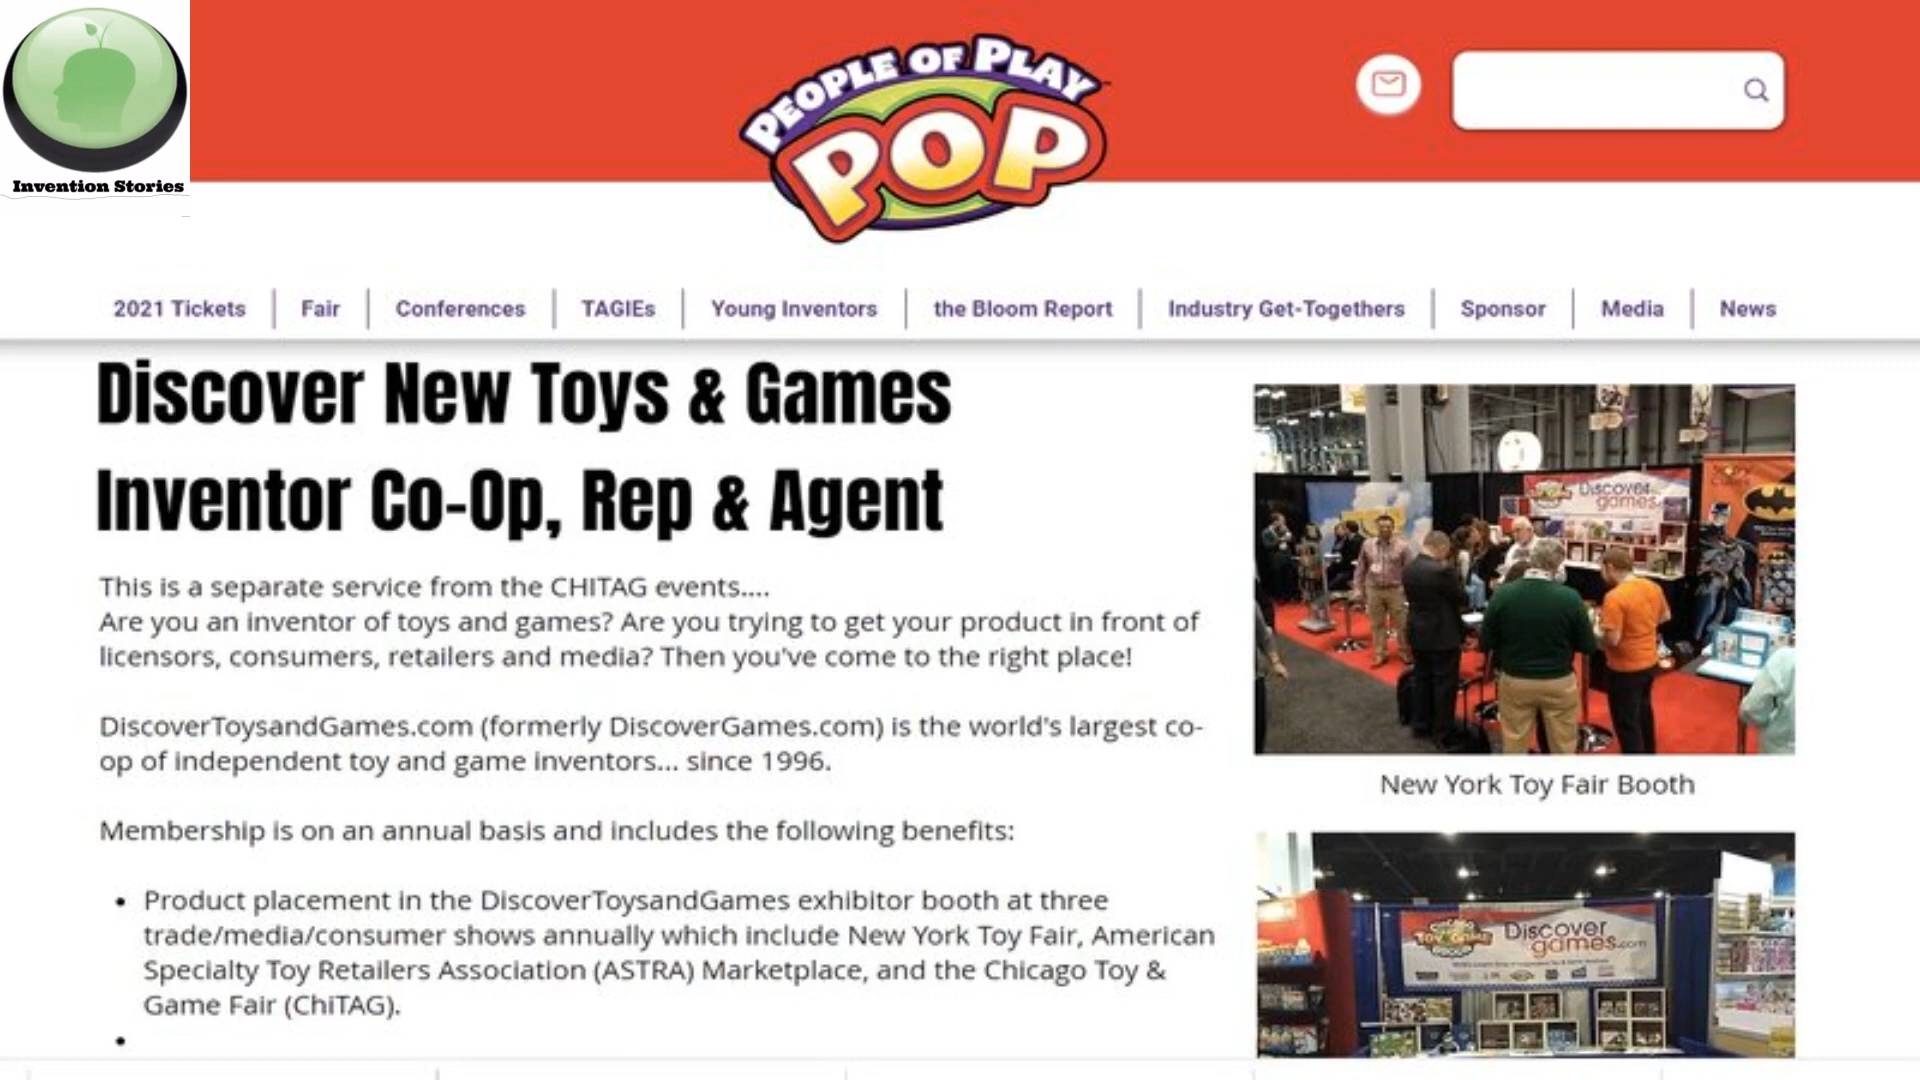 Invention Stories
PEOPLE OF PLAY
POP
2021 Tickets
Fair
Conferences
TAGIEs
Young Inventors
the Bloom Report
Industry Get-Togethers
Sponsor
Media
News
Discover New Toys & Games
Inventor Co-Op, Rep & Agent
This is a separate service from the CHITAG events....
Are you an inventor of toys and games? Are you trying to get your product in front of
licensors, consumers, retailers and media? Then you've come to the right place!
DiscoverToysandGames.com (formerly DiscoverGames.com) is the world's largest co-
op of independent toy and game inventors... since 1996.
Membership is on an annual basis and includes the following benefits:
• Product placement in the DiscoverToysandGames exhibitor booth at three
trade/media/consumer shows annually which include New York Toy Fair, American
Specialty Toy Retailers Association (ASTRA) Marketplace, and the Chicago Toy &
Game Fair (ChiTAG).
•
Discover
games
New York Toy Fair Booth
Discover
games.com